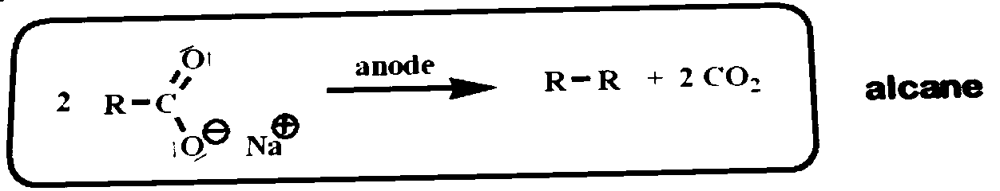 O
anode
2 R-C → R-R + 2 CO₂ alcane
O⊖ Na⊕